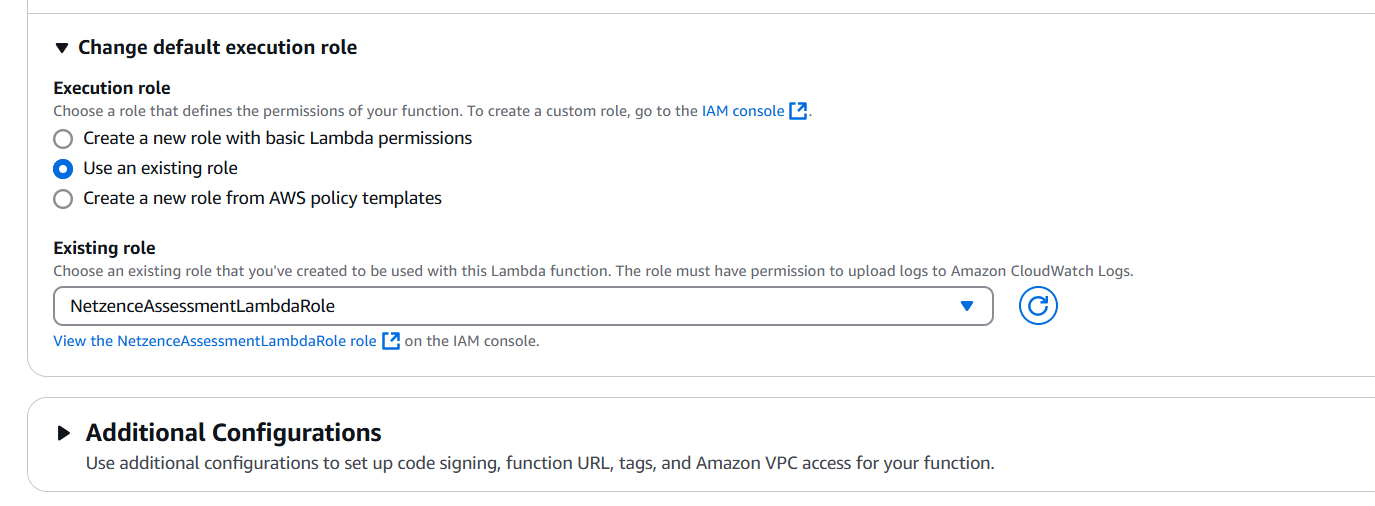 Change default execution role
Execution role
Choose a role that defines the permissions of your function. To create a custom role, go to the IAM console.
Create a new role with basic Lambda permissions
Use an existing role
Create a new role from AWS policy templates
Existing role
Choose an existing role that you've created to be used with this Lambda function. The role must have permission to upload logs to Amazon CloudWatch Logs.
NetzenceAssessmentLambdaRole
View the NetzenceAssessmentLambdaRole role on the IAM console.
Additional Configurations
Use additional configurations to set up code signing, function URL, tags, and Amazon VPC access for your function.